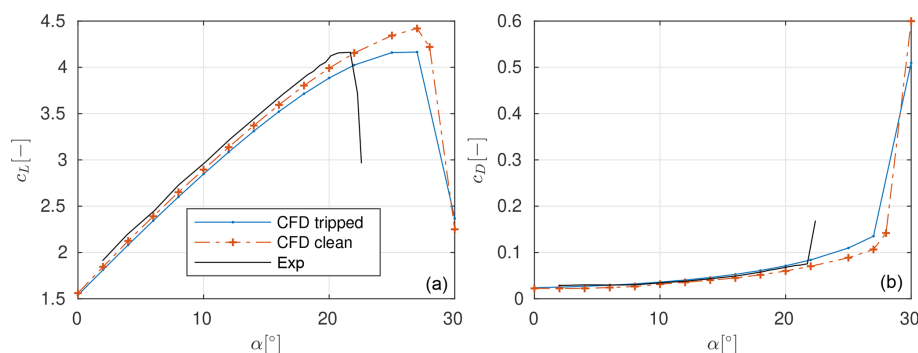 4.5
4
3.5
3
2.5
2
1.5
c_L[−]
0 10 20 30
α[°]
CFD tripped
CFD clean
Exp
(a)
0.6
0.5
0.4
0.3
0.2
0.1
0
c_D[−]
0 10 20 30
α[°]
(b)